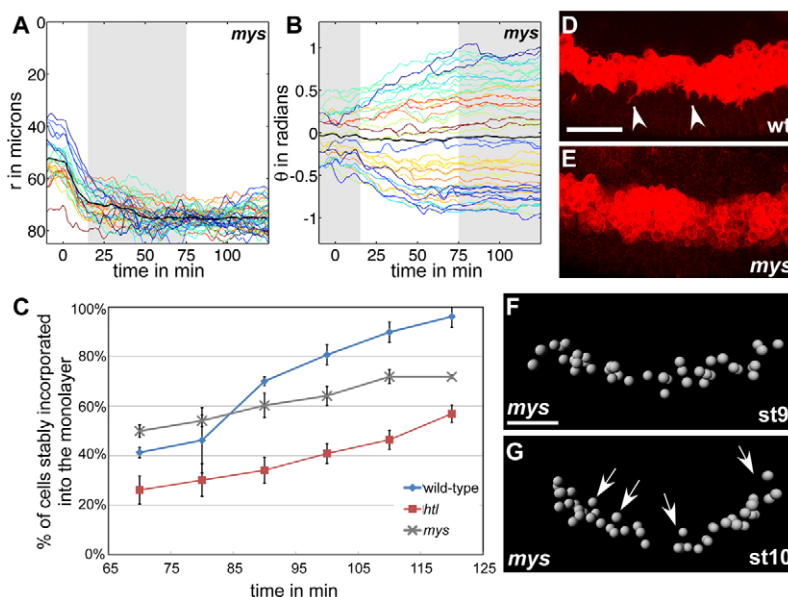 A
mys
r in microns
0
20
40
60
80
0 25 50 75 100
time in min
B
mys
θ in radians
1
0.5
0
-0.5
-1
0 25 50 75 100
time in min
D
wt
E
mys
C
% of cells stably incorporated
into the monolayer
100%
80%
60%
40%
20%
0%
65 75 85 95 105 115 125
time in min
wild-type
htl
mys
F
mys
st9
G
mys
st10